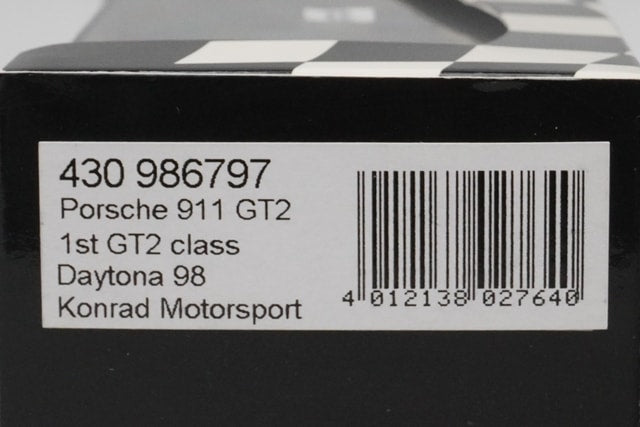 430 986797
Porsche 911 GT2
1st GT2 class
Daytona 98
Konrad Motorsport
4 012138 027640